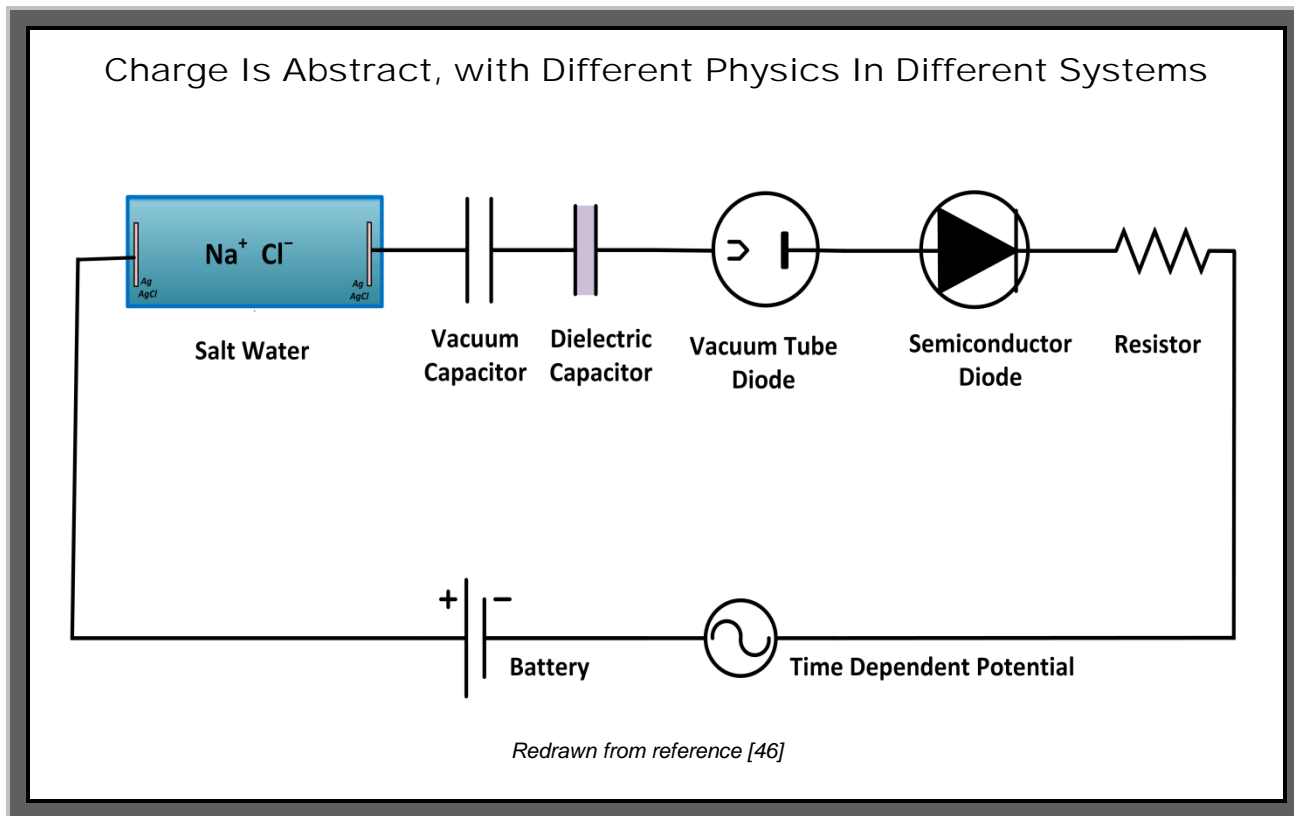 Charge Is Abstract, with Different Physics In Different Systems
Na⁺ Cl⁻
Ag
AgCl
Ag
AgCl
Salt Water
Vacuum
Capacitor
Dielectric
Capacitor
Vacuum Tube
Diode
Semiconductor
Diode
Resistor
+ −
Battery
Time Dependent Potential
Redrawn from reference [46]